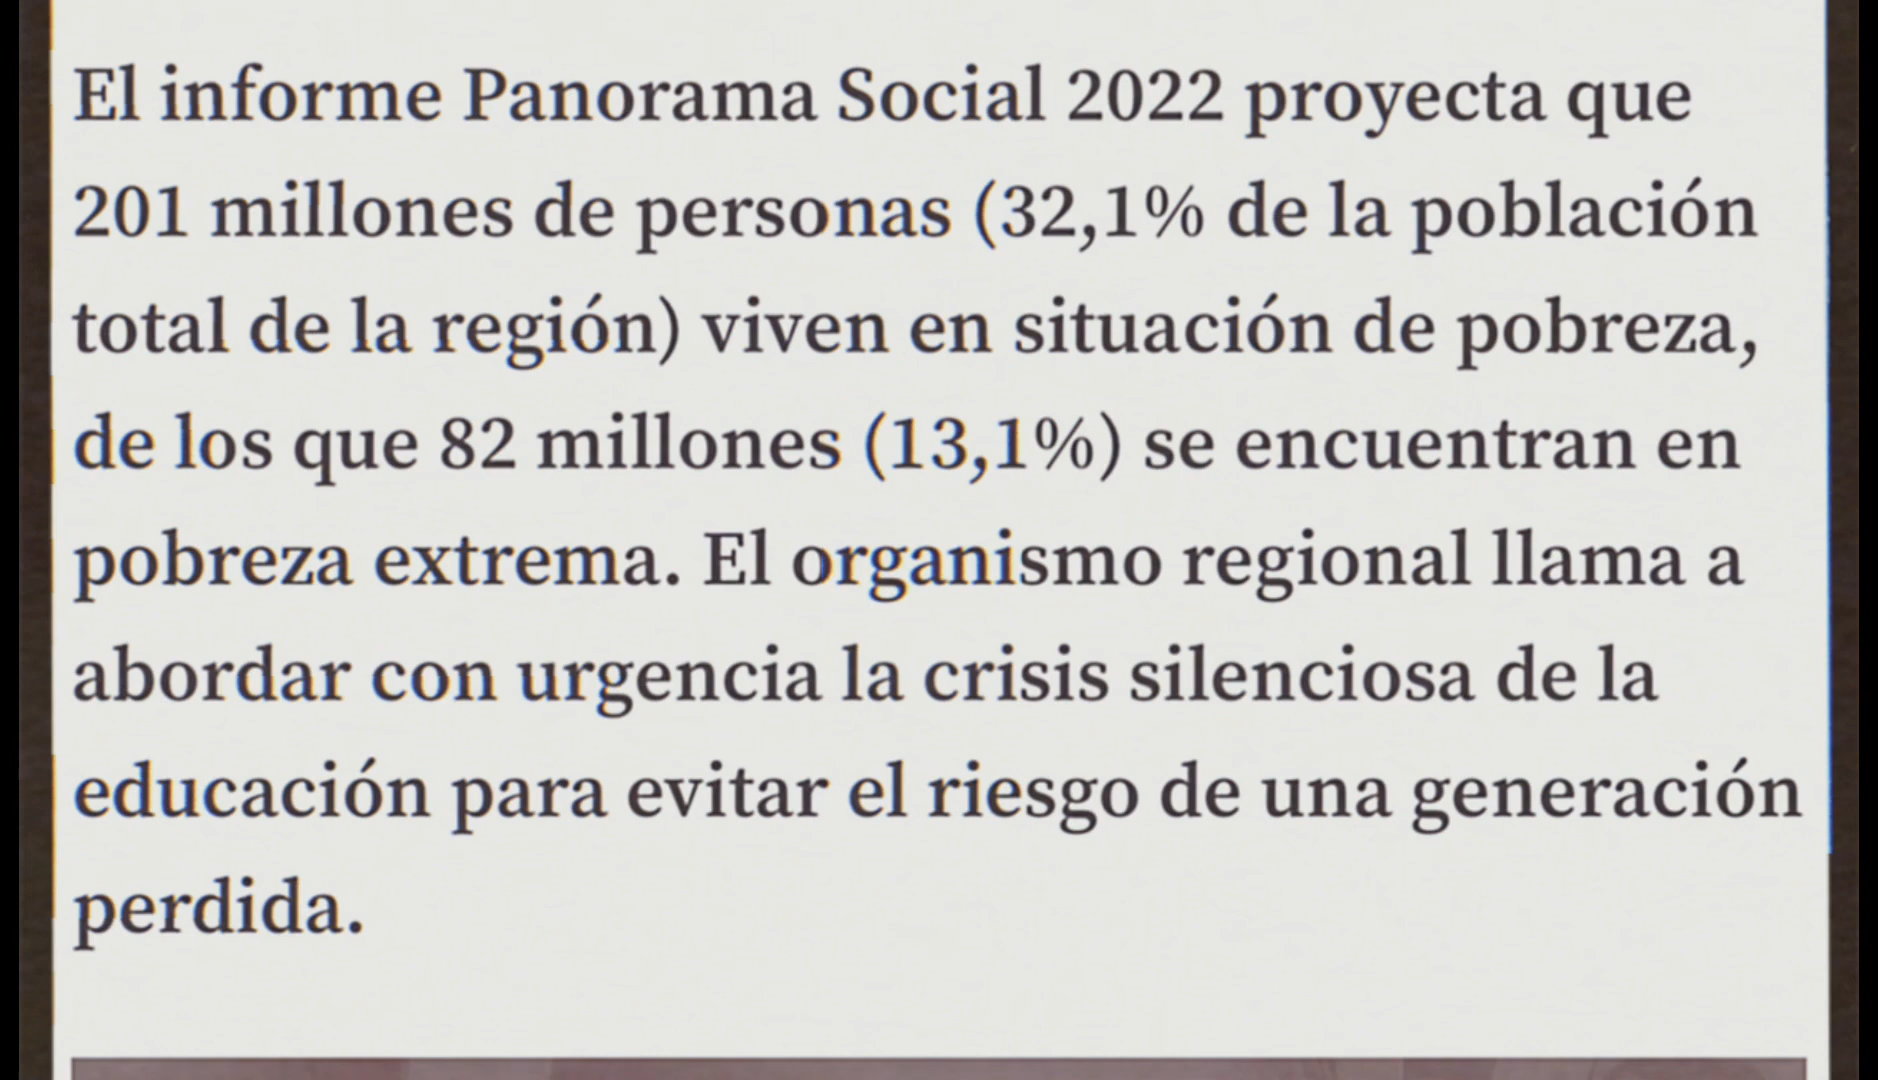 El informe Panorama Social 2022 proyecta que
201 millones de personas (32,1% de la población
total de la región) viven en situación de pobreza,
de los que 82 millones (13,1%) se encuentran en
pobreza extrema. El organismo regional llama a
abordar con urgencia la crisis silenciosa de la
educación para evitar el riesgo de una generación
perdida.